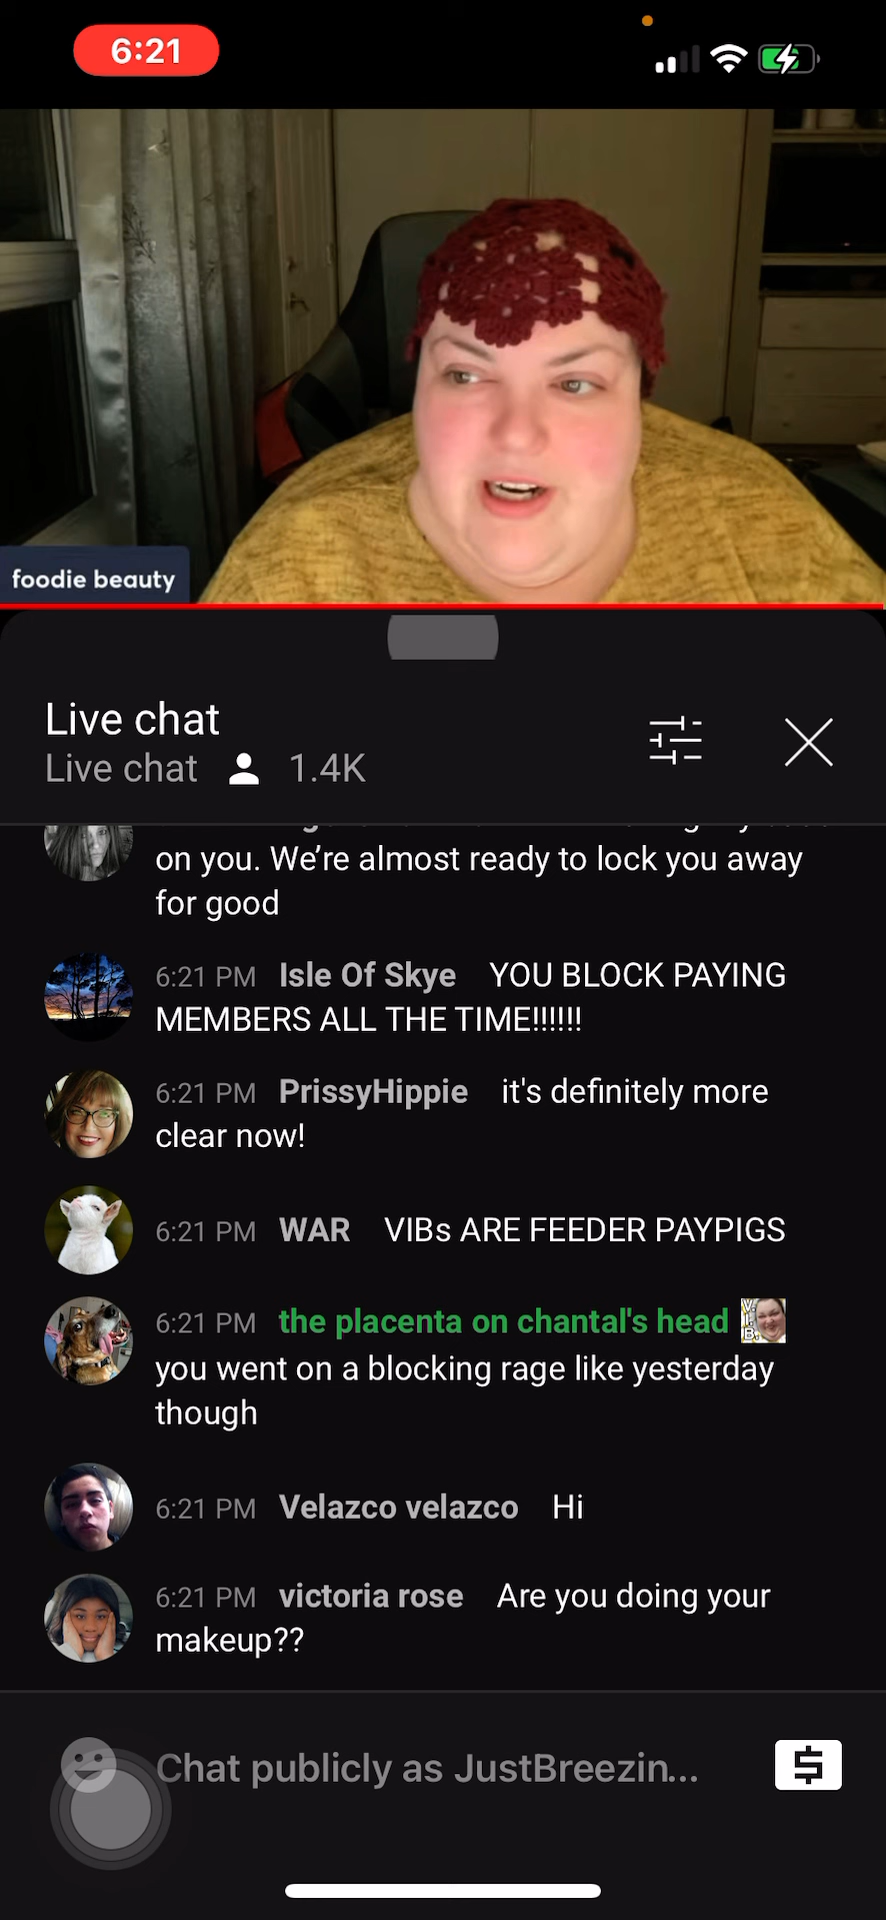 6:21
foodie beauty
Live chat
Live chat 1.4K
on you. We’re almost ready to lock you away
for good
6:21 PM Isle Of Skye YOU BLOCK PAYING
MEMBERS ALL THE TIME!!!!!!
6:21 PM PrissyHippie it's definitely more
clear now!
6:21 PM WAR VIBs ARE FEEDER PAYPIGS
6:21 PM the placenta on chantal's head V.I.B.
you went on a blocking rage like yesterday
though
6:21 PM Velazco velazco Hi
6:21 PM victoria rose Are you doing your
makeup??
Chat publicly as JustBreezin...
$